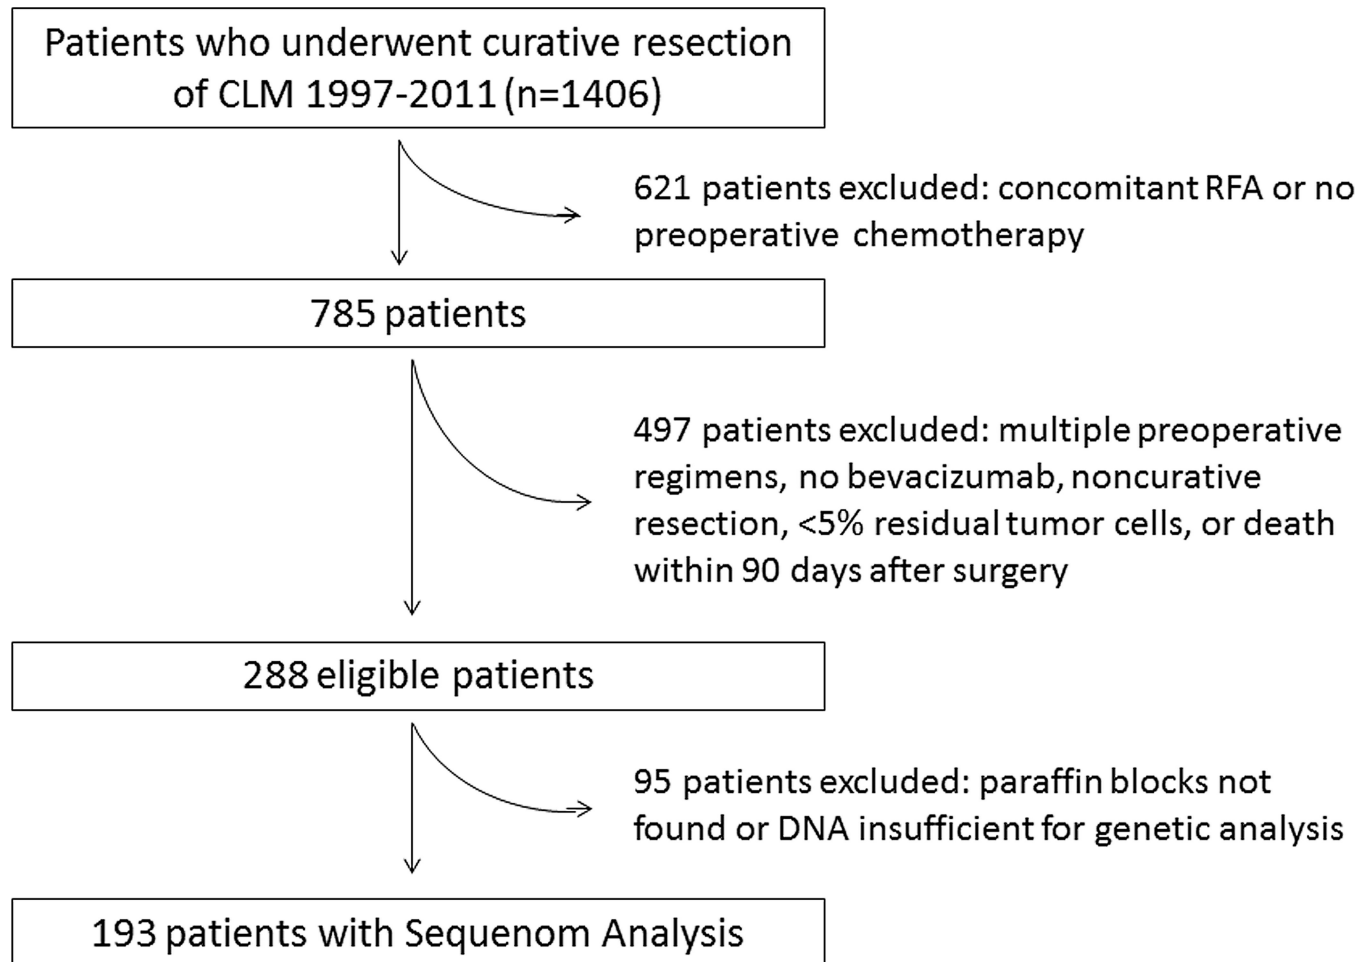 Patients who underwent curative resection
of CLM 1997-2011 (n=1406)
621 patients excluded: concomitant RFA or no
preoperative chemotherapy
785 patients
497 patients excluded: multiple preoperative
regimens, no bevacizumab, noncurative
resection, <5% residual tumor cells, or death
within 90 days after surgery
288 eligible patients
95 patients excluded: paraffin blocks not
found or DNA insufficient for genetic analysis
193 patients with Sequenom Analysis